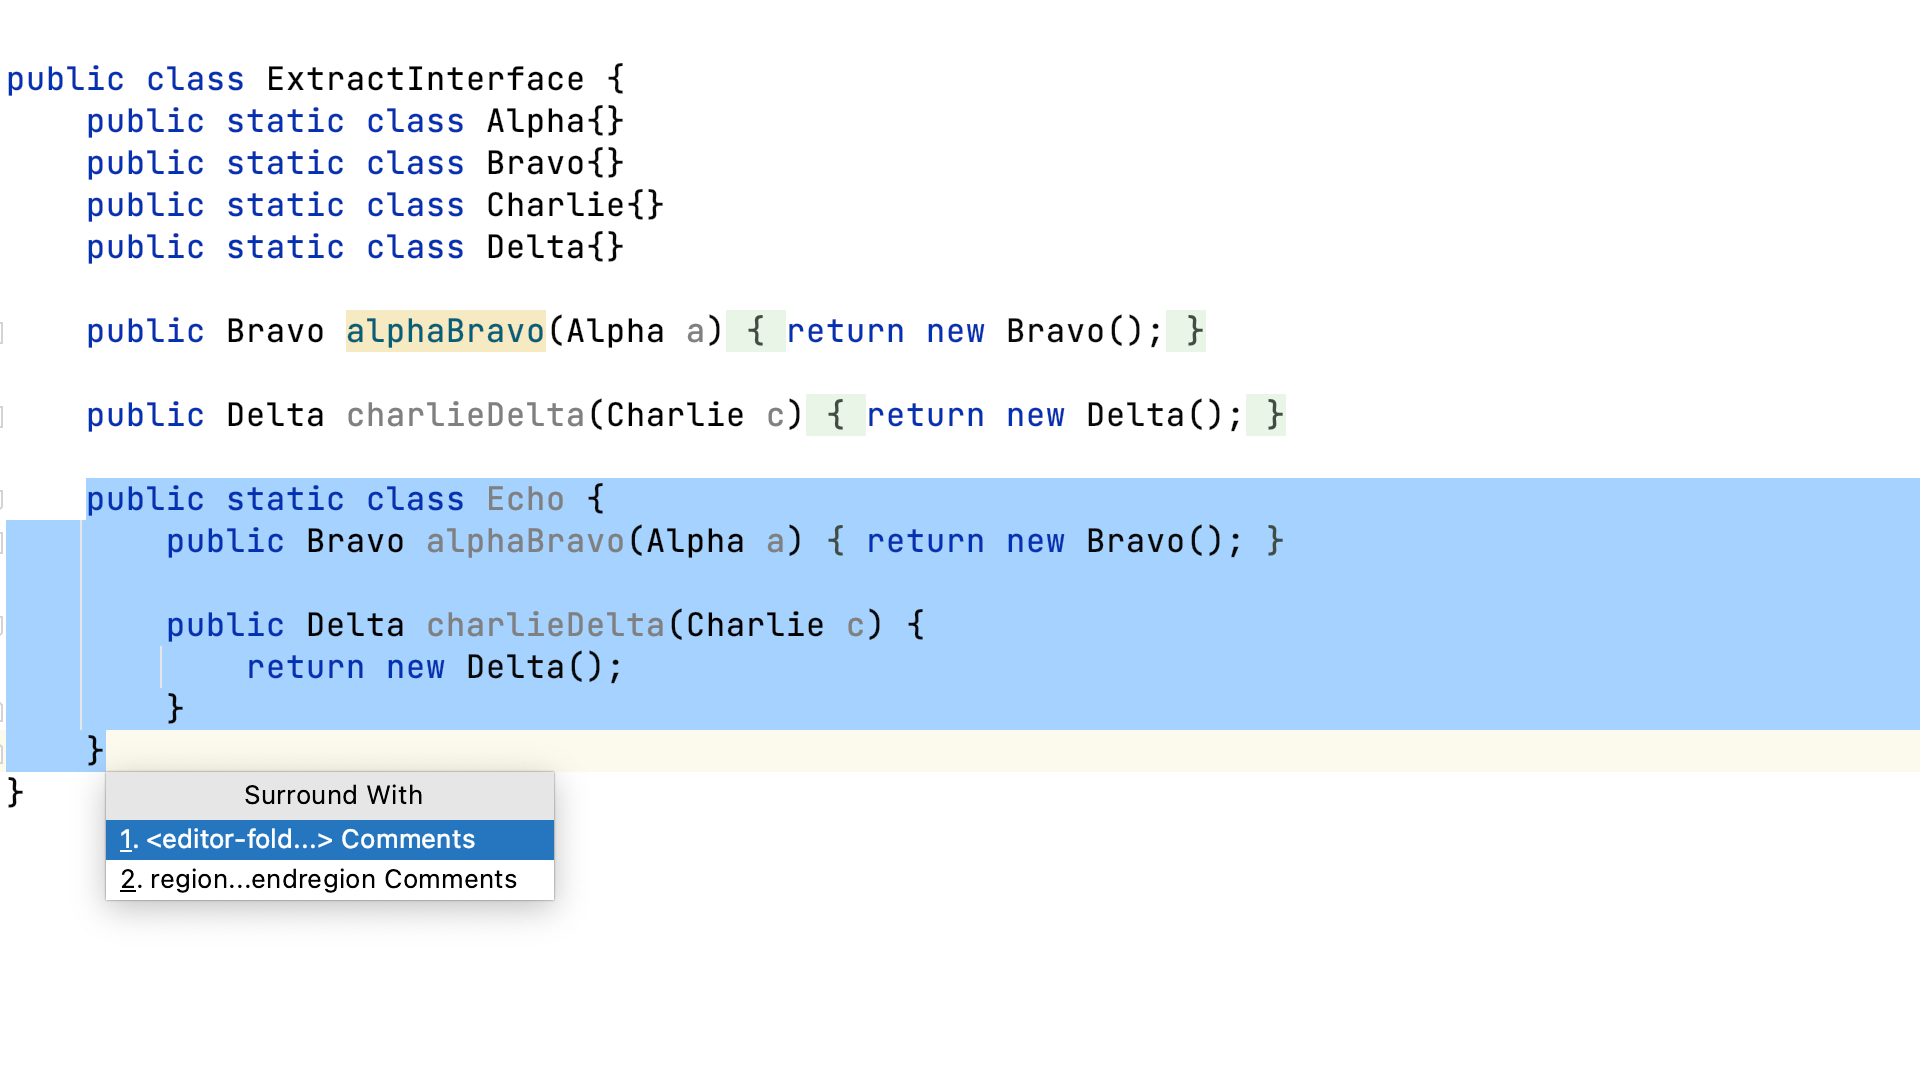 public class ExtractInterface {
    public static class Alpha{}
    public static class Bravo{}
    public static class Charlie{}
    public static class Delta{}
    public Bravo alphaBravo(Alpha a) { return new Bravo(); }
    public Delta charlieDelta(Charlie c) { return new Delta(); }
    public static class Echo {
        public Bravo alphaBravo(Alpha a) { return new Bravo(); }
        public Delta charlieDelta(Charlie c) {
            return new Delta();
        }
    }
}
Surround With
1. <editor-fold...> Comments
2. region...endregion Comments